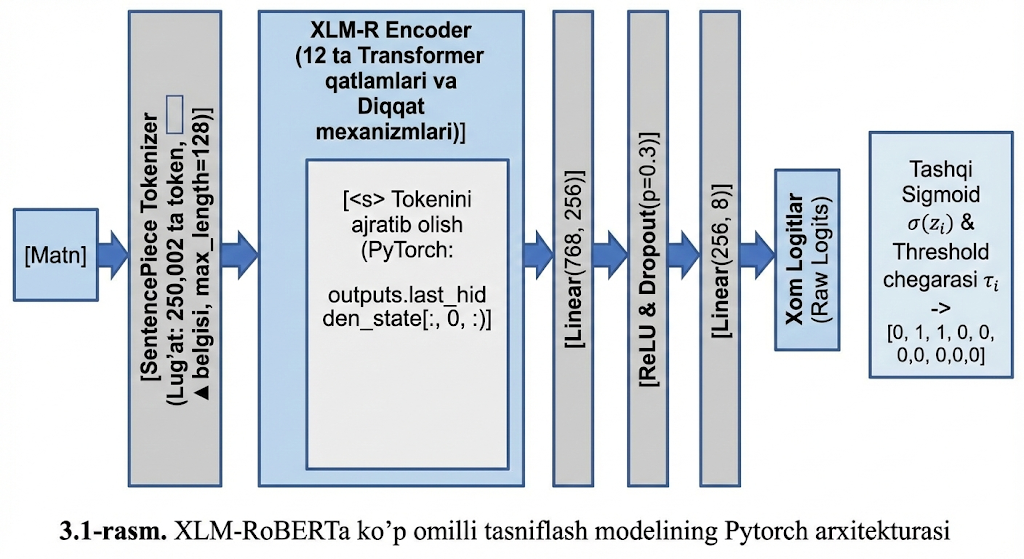 [Matn]
[SentencePiece Tokenizer
(Lug'at: 250,002 ta token,
▲ belgisi, max_length=128)]
XLM-R Encoder
(12 ta Transformer
qatlamlari va
Diqqat
mexanizmlari)]
[<s> Tokenini
ajratib olish
(PyTorch:
outputs.last_hid
den_state[:, 0, :)]
[Linear(768, 256)]
[ReLU & Dropout(p=0.3)]
[Linear(256, 8)]
Xom Logitlar
(Raw Logits)
Tashqi
Sigmoid
σ(zᵢ) &
Threshold
chegarasi τᵢ
->
[0, 1, 1, 0, 0,
0,0, 0,0,0]
3.1-rasm. XLM-RoBERTa ko'p omilli tasniflash modelining Pytorch arxitekturasi